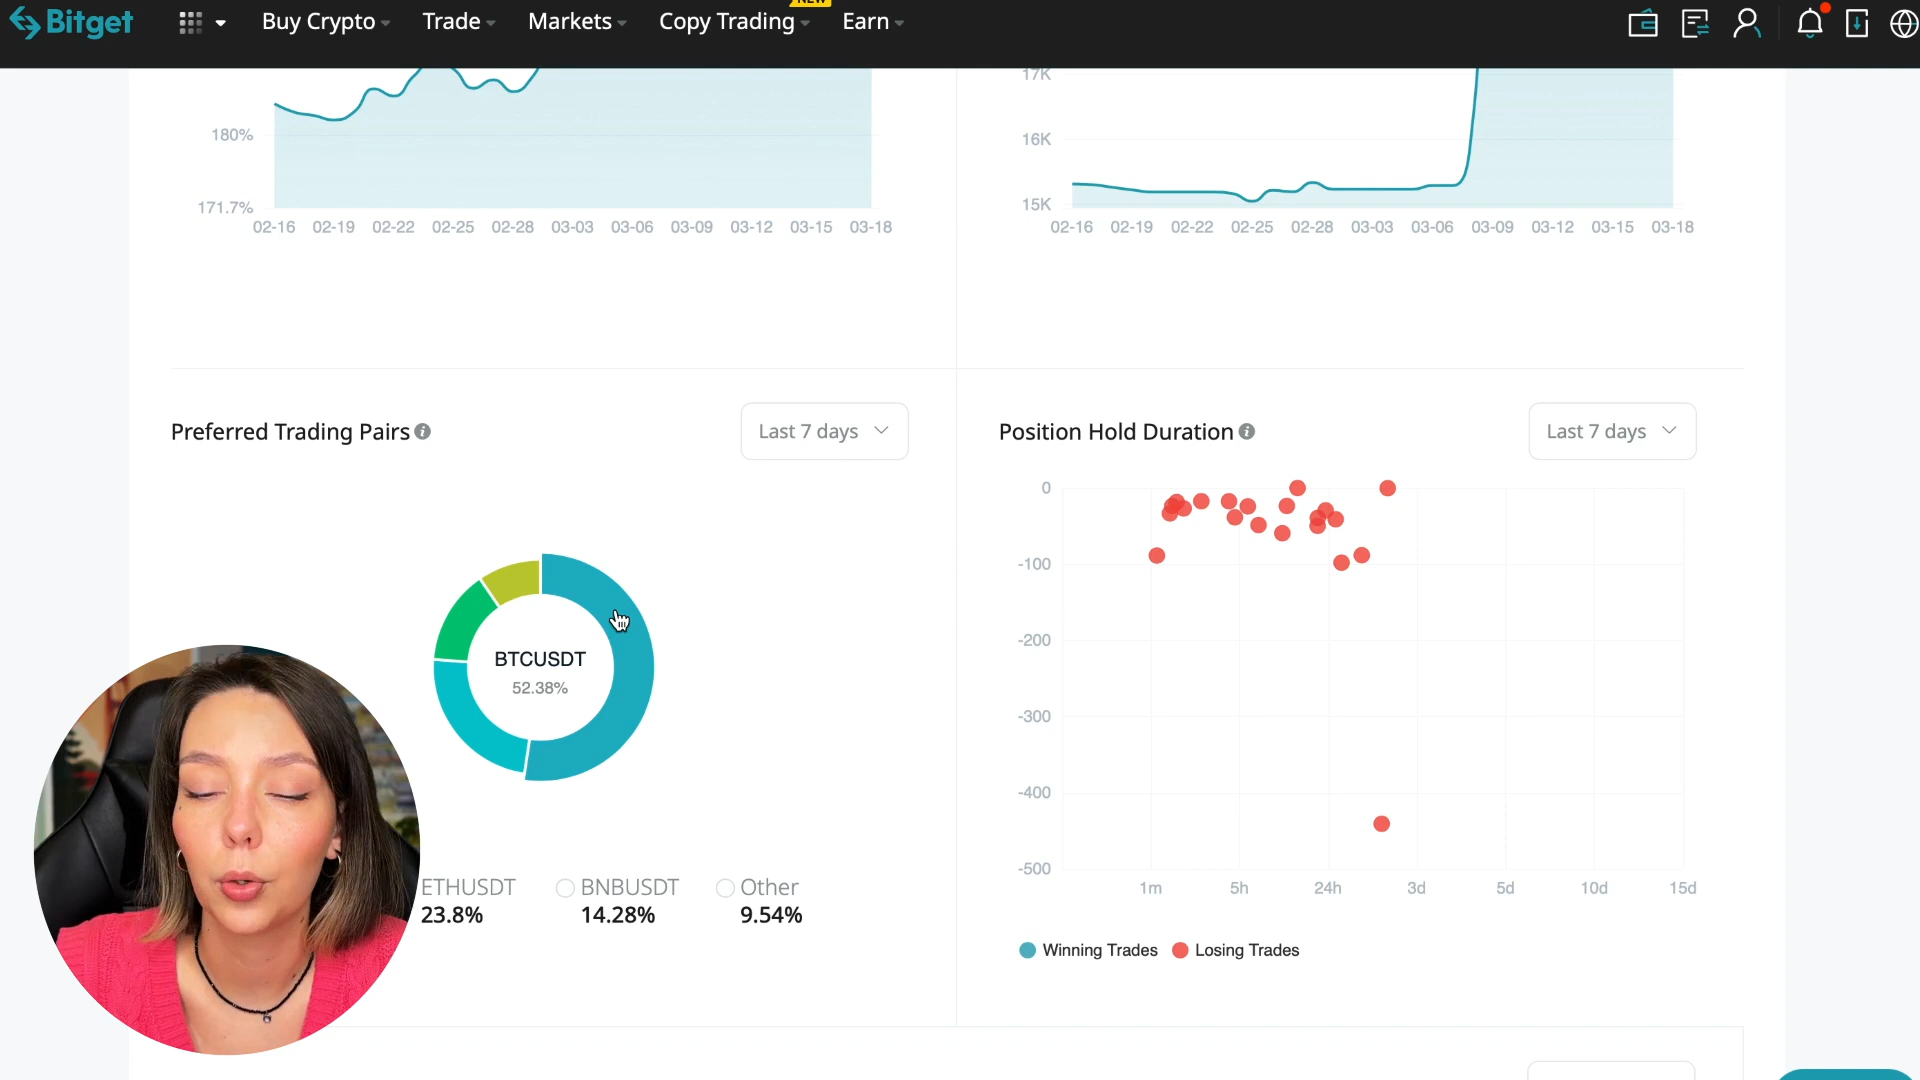 Bitget
Buy Crypto
Trade
Markets
Copy Trading
NEW
Earn
180%
171.7%
02-16 02-19 02-22 02-25 02-28 03-03 03-06 03-09 03-12 03-15 03-18
17K
16K
15K
02-16 02-19 02-22 02-25 02-28 03-03 03-06 03-09 03-12 03-15 03-18
Preferred Trading Pairs
Last 7 days
BTCUSDT
52.38%
ETHUSDT
23.8%
BNBUSDT
14.28%
Other
9.54%
Position Hold Duration
Last 7 days
0
-100
-200
-300
-400
-500
1m 5h 24h 3d 5d 10d 15d
Winning Trades Losing Trades